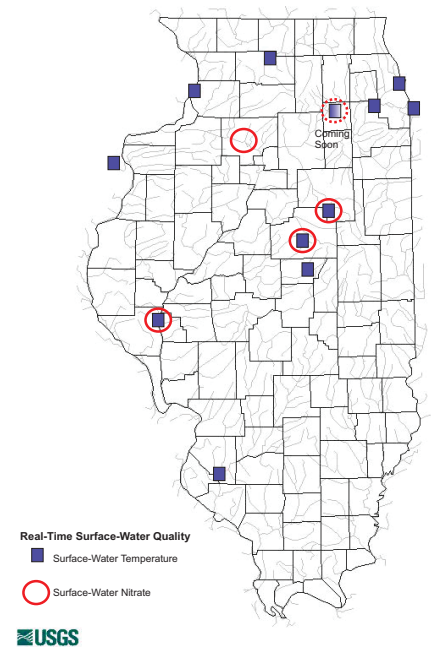 Coming
Soon
Real-Time Surface-Water Quality
Surface-Water Temperature
Surface-Water Nitrate
USGS